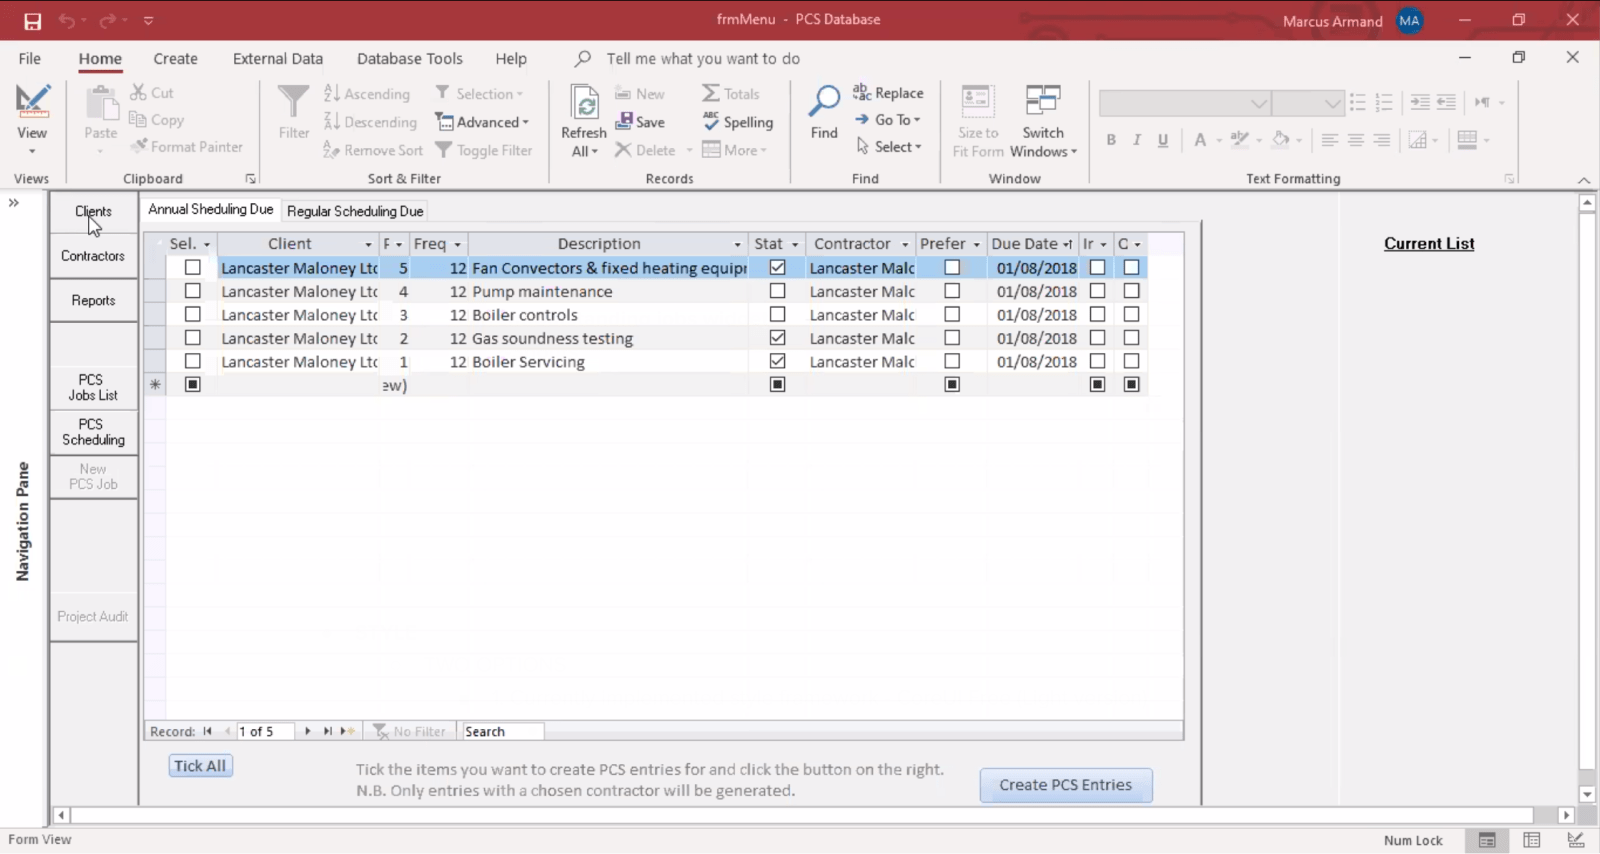 frmMenu - PCS Database
Marcus Armand MA
File Home Create External Data Database Tools Help Tell me what you want to do
View
Views
Paste
Cut
Copy
Format Painter
Clipboard
Filter
Ascending
Descending
Remove Sort
Selection
Advanced
Toggle Filter
Sort & Filter
Refresh
All
New
Save
Delete
Totals
Spelling
More
Records
Find
Replace
Go To
Select
Find
Size to
Fit Form
Switch
Windows
Window
B I U A
Text Formatting
Navigation Pane
Clients
Contractors
Reports
PCS
Jobs List
PCS
Scheduling
New
PCS Job
Project Audit
Annual Sheduling Due Regular Scheduling Due
Sel. Client F Freq Description Stat Contractor Prefer Due Date Ir C
Lancaster Maloney Ltc 5 12 Fan Convectors & fixed heating equipr Lancaster Malc 01/08/2018
Lancaster Maloney Ltc 4 12 Pump maintenance Lancaster Malc 01/08/2018
Lancaster Maloney Ltc 3 12 Boiler controls Lancaster Malc 01/08/2018
Lancaster Maloney Ltc 2 12 Gas soundness testing Lancaster Malc 01/08/2018
Lancaster Maloney Ltc 1 12 Boiler Servicing Lancaster Malc 01/08/2018
ew)
Record: 1 of 5 No Filter Search
Tick All
Tick the items you want to create PCS entries for and click the button on the right.
N.B. Only entries with a chosen contractor will be generated.
Create PCS Entries
Current List
Form View
Num Lock